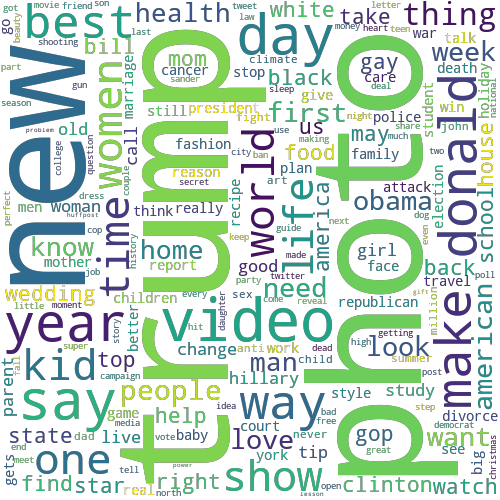 got movie friend son
go best
beauty
shooting
part
season
gun
bill
health
cancer
mom
sander
tweet law
last
climate
stop
sleep
white
black
give
money heart teen
letter
take
war
gay
care
deal
talk
thing
week
death
holiday
national
day
new
trump
photo
women
marriage
call
still
president
fight
first
us
may
police
student
win
john
house
donald
old
college
question
fashion
reason
secret
use
city ban
making
world
food
night
share
much
family
two
men woman
dress
couple
time
think really
recipe
art
plan
life
america
obama
attack
election
school
perfect
problem
huffpost
cop
know
mother
job
history
home
report
keep
good
guide
made
twitter
next
girl
face
dog
even
make
back
travel
poll
american
wedding
children
every
sex
need
party
come
reveal
republican
million
little moment
story
better
video
daughter
hit
year
super
top
change
anti work
man
child
dead
high
getting
look
summer
gift
post
parent
fall
kid
campaign
people
hillary
style
study
step
divorce
democrat
say
game
media
idea
help
way
court
never
bad
free
gop
great
want
state
dad
live
vote baby
love
york
tip
see
big
christmas
gets
end
meet
one
find star
tell
real
north
power
right
show
lesson
open
clinton watch